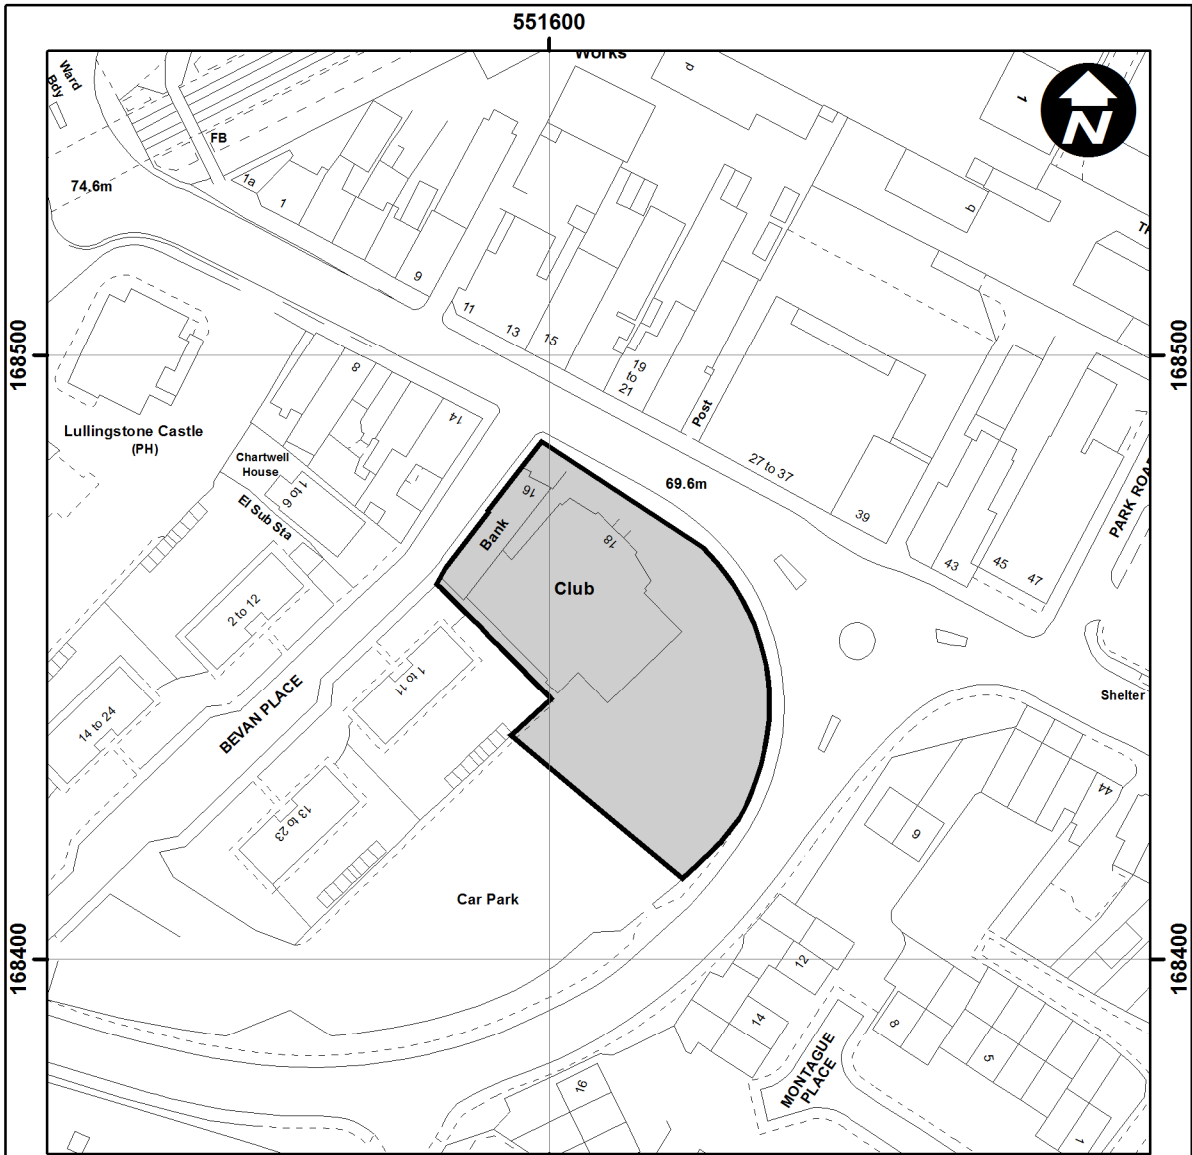 551600
Works
Ward
Bdy
FB
d
1
N
74.6m
1a
1
b
9
11
13
15
168500
168500
8
19
to
21
14
Post
Lullingstone Castle
(PH)
Chartwell
House
1 to 6
El Sub Sta
27 to 37
69.6m
16
Bank
18
39
PARK ROA
43
45
47
Club
2 to 12
1 to 11
BEVAN PLACE
14 to 24
Shelter
13 to 23
44
9
Car Park
168400
168400
12
14
8
5
MONTAGUE
PLACE
16
1